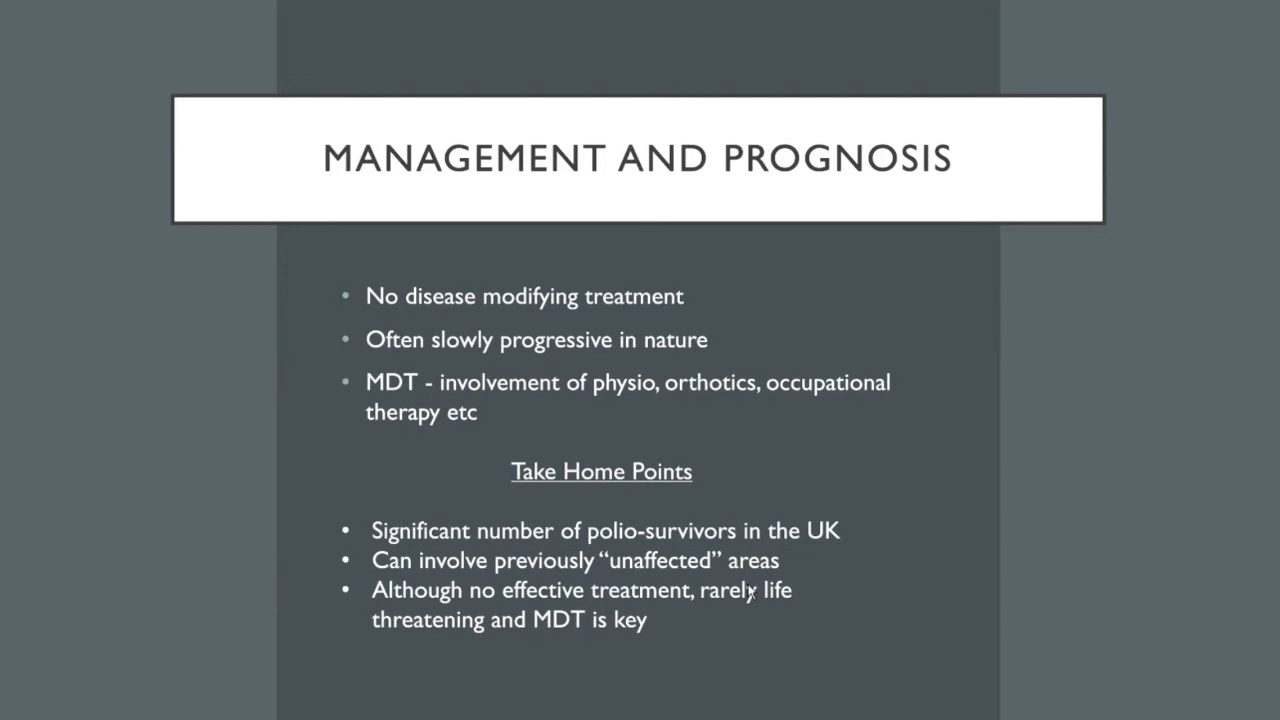 MANAGEMENT AND PROGNOSIS
• No disease modifying treatment
• Often slowly progressive in nature
• MDT - involvement of physio, orthotics, occupational
therapy etc
Take Home Points
• Significant number of polio-survivors in the UK
• Can involve previously “unaffected” areas
• Although no effective treatment, rarely life
threatening and MDT is key